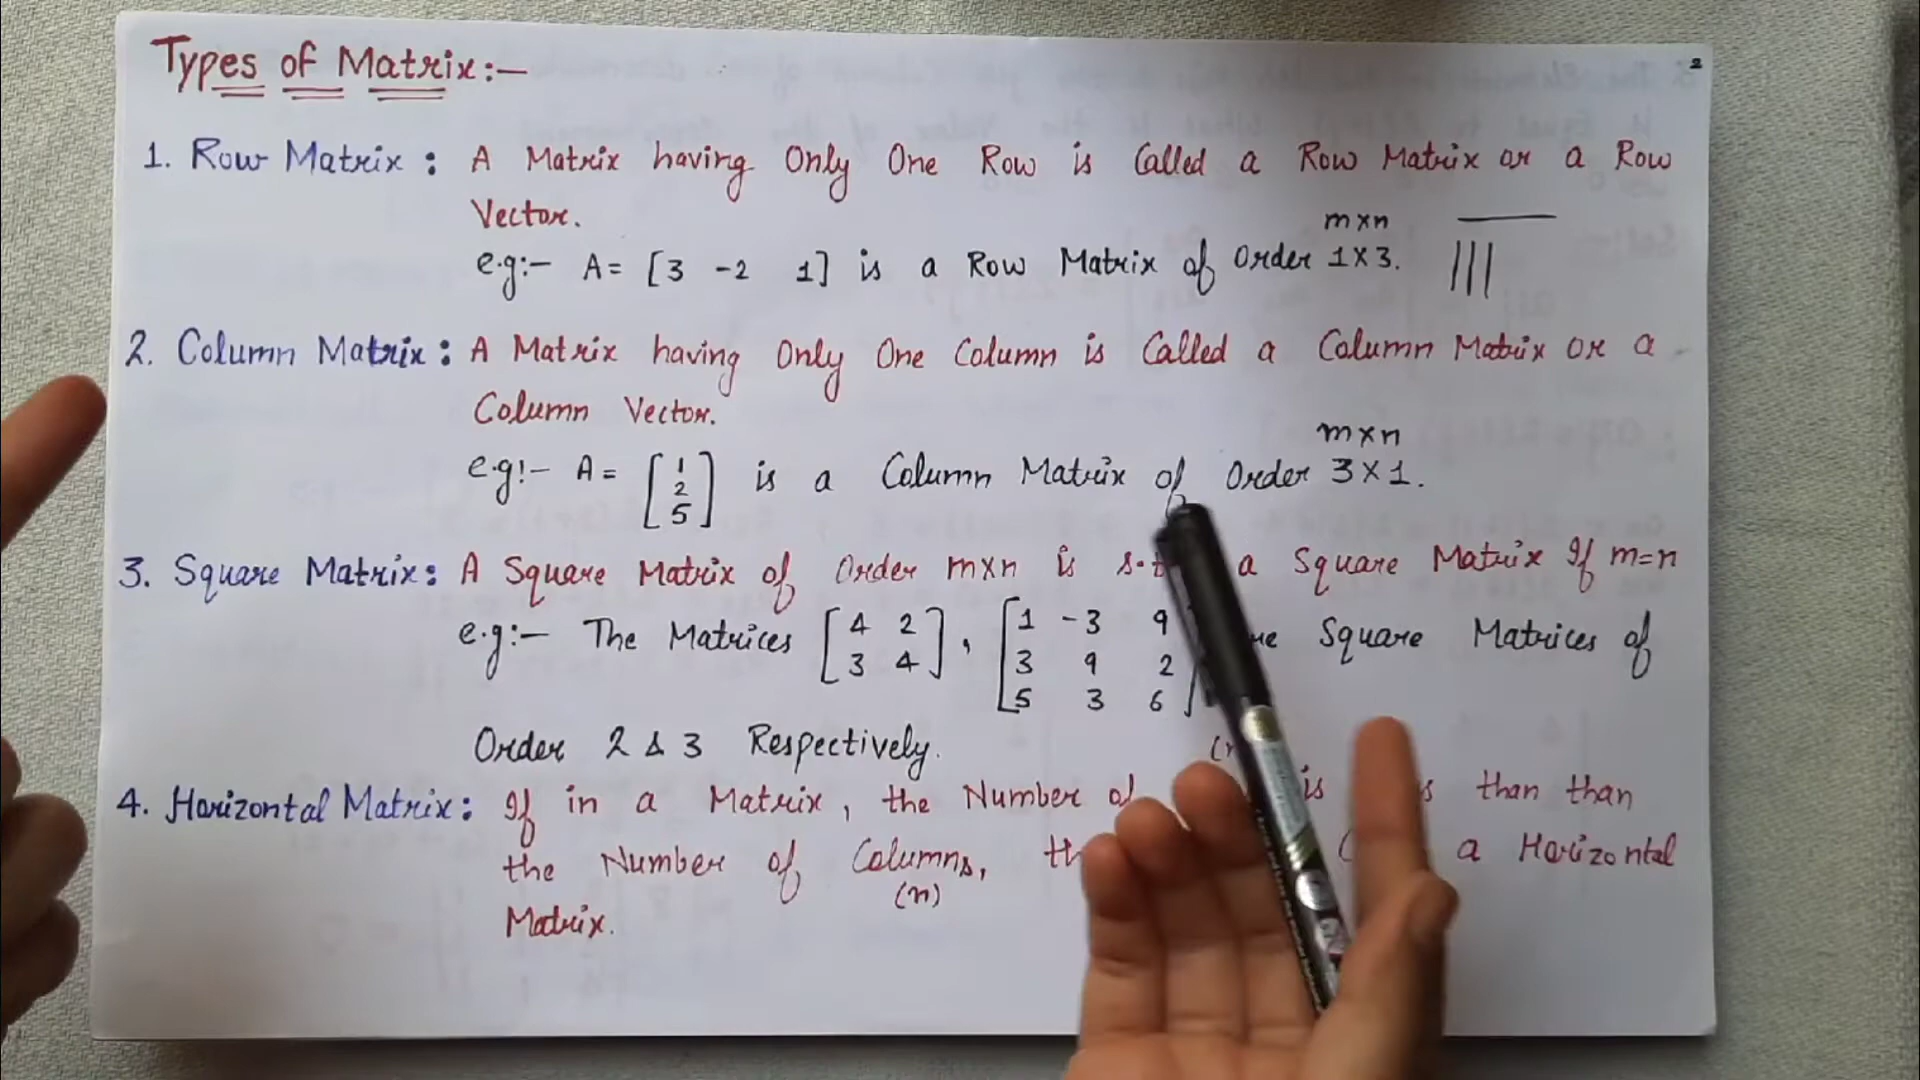 Types of Matrix:-
2
1. Row Matrix: A Matrix having Only One Row is Called a Row Matrix or a Row
Vector.
m×n
e.g:- A= [3 -2 1] is a Row Matrix of Order 1×3.
2. Column Matrix: A Matrix having Only One Column is Called a Column Matrix or a
Column Vector.
m×n
e.g:- A= [1 2 5] is a Column Matrix of Order 3×1.
3. Square Matrix: A Square Matrix of Order m×n is a Square Matrix If m=n
e.g:- The Matrices [4 2
3 4], [1 -3 9
3 9 2
5 3 6] Square Matrices of
Order 2 & 3 Respectively.
4. Horizontal Matrix: If in a Matrix, the Number of is than than
the Number of Columns, a Horizontal
(n)
Matrix.